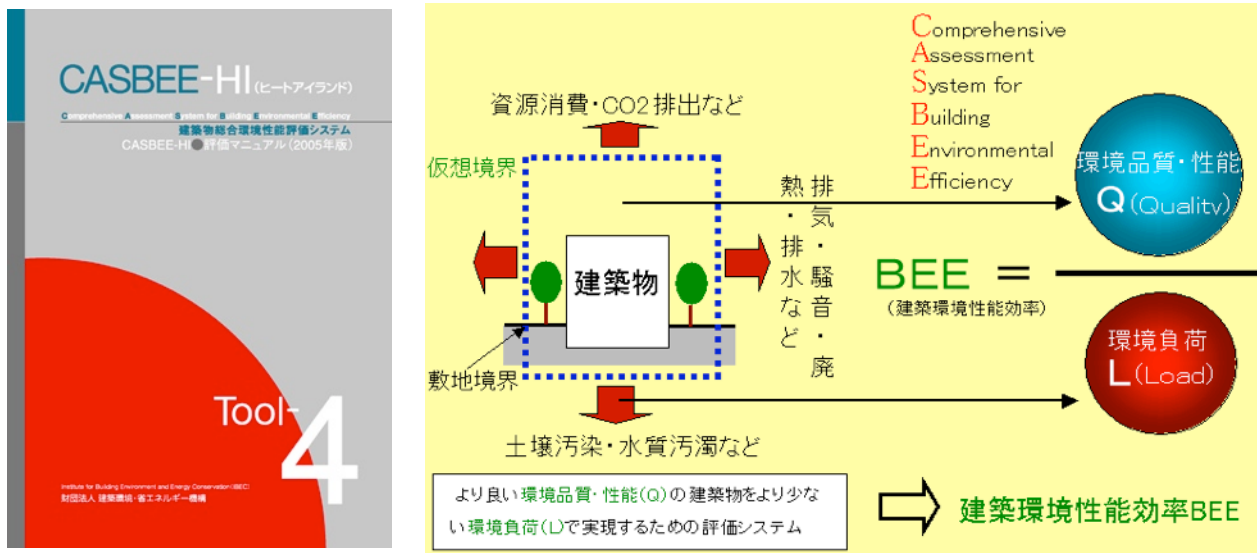 CASBEE-HI(ヒートアイランド)
Comprehensive Assessment System for Building Environmental Efficiency
建築物総合環境性能評価システム
CASBEE-HI●評価マニュアル(2005年版)
Tool-4
Institute for Building Environment and Energy Conservation(IBEC)
財団法人 建築環境・省エネルギー機構
Comprehensive
Assessment
System for
Building
Environmental
Efficiency
資源消費・CO2排出など
仮想境界
排気・騒音・廃
熱・排水など
建築物
敷地境界
土壌汚染・水質汚濁など
環境品質・性能
Q(Quality)
BEE =
(建築環境性能効率)
環境負荷
L(Load)
より良い環境品質・性能(Q)の建築物をより少な
い環境負荷(L)で実現するための評価システム
建築環境性能効率BEE